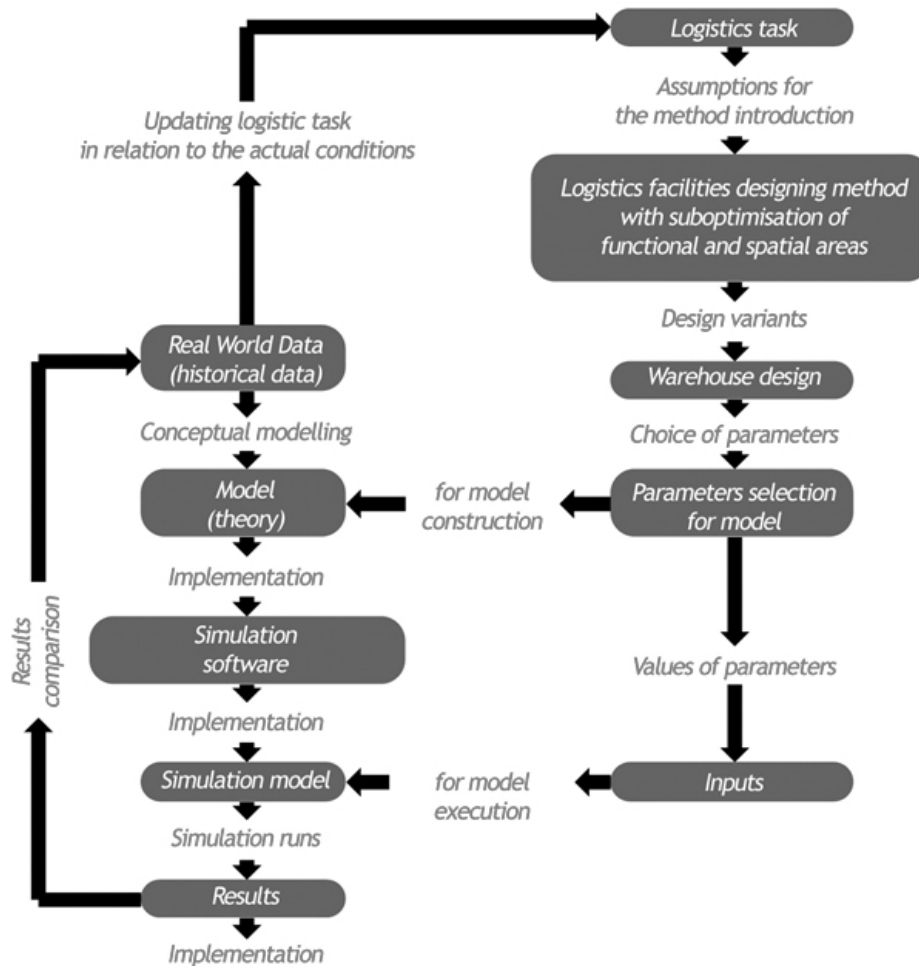 Logistics task
Assumptions for
the method introduction
Updating logistic task
in relation to the actual conditions
Logistics facilities designing method
with suboptimisation of
functional and spatial areas
Design variants
Real World Data
(historical data)
Warehouse design
Conceptual modelling
Choice of parameters
Model
(theory)
for model
construction
Parameters selection
for model
Implementation
Simulation
software
Results
comparison
Values of parameters
Implementation
Simulation model
for model
execution
Inputs
Simulation runs
Results
Implementation